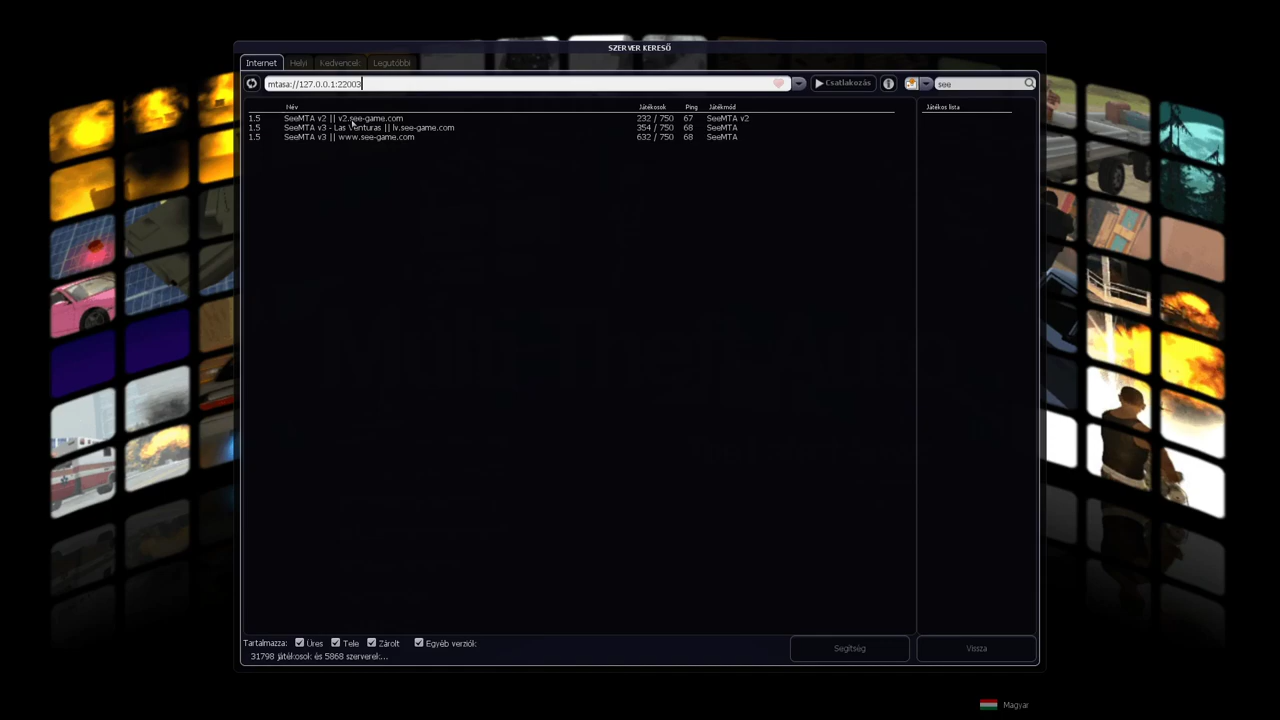 SZERVER KERESŐ
Internet Helyi Kedvencek Legutóbbi
mtasa://127.0.0.1:22003 Csatlakozás see
Név Játékosok Ping Játékmód Játékos lista
1.5 SeeMTA v2 || v2.see-game.com 232 / 750 67 SeeMTA v2
1.5 SeeMTA v3 - Las Venturas || lv.see-game.com 354 / 750 68 SeeMTA
1.5 SeeMTA v3 || www.see-game.com 632 / 750 68 SeeMTA
Tartalmazza: Üres Tele Zárolt Egyéb verziók
31798 játékosok és 5868 szerverek...
Segítség Vissza
Magyar